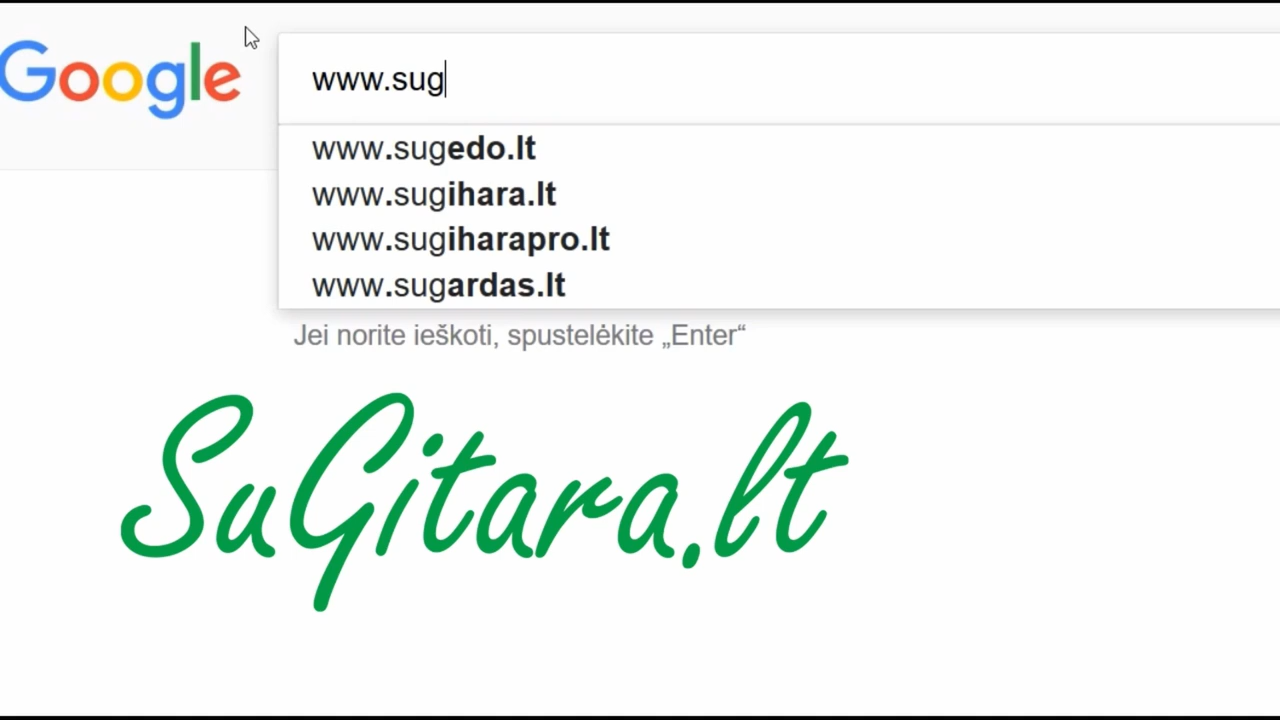 Google
www.sug
www.sugedo.lt
www.sugihara.lt
www.sugiharapro.lt
www.sugardas.lt
Jei norite ieškoti, spustelėkite „Enter“
SuGitara.lt